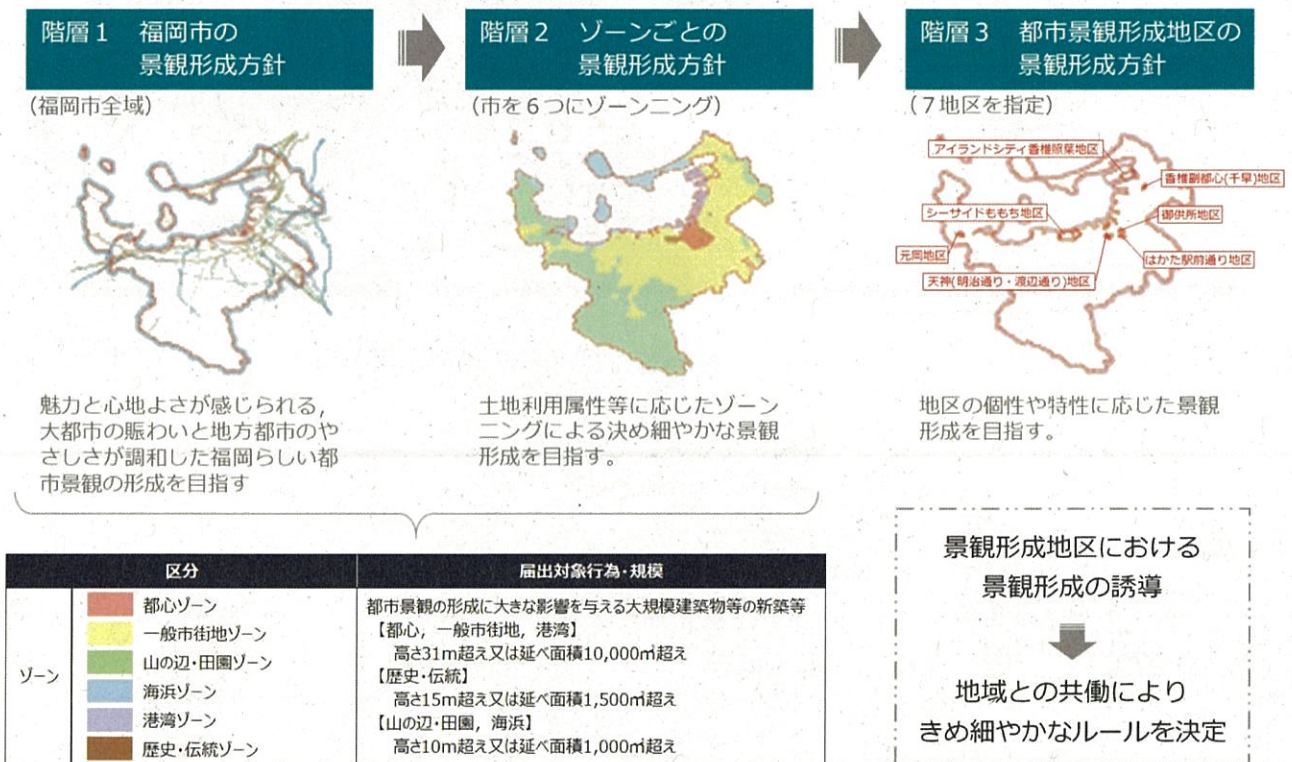 階層１　福岡市の
景観形成方針
(福岡市全域)
魅力と心地よさが感じられる，
大都市の賑わいと地方都市のや
さしさが調和した福岡らしい都
市景観の形成を目指す
階層２　ゾーンごとの
景観形成方針
(市を６つにゾーンニング)
土地利用属性等に応じたゾーン
ニングによる決め細やかな景観
形成を目指す。
階層３　都市景観形成地区の
景観形成方針
(７地区を指定)
アイランドシティ香椎照葉地区
香椎副都心(千早)地区
シーサイドももち地区
御供所地区
元岡地区
はかた駅前通り地区
天神(明治通り・渡辺通り)地区
地区の個性や特性に応じた景観
形成を目指す。
区分
届出対象行為・規模
ゾーン
都心ゾーン
一般市街地ゾーン
山の辺・田園ゾーン
海浜ゾーン
港湾ゾーン
歴史・伝統ゾーン
都市景観の形成に大きな影響を与える大規模建築物等の新築等
【都心，一般市街地，港湾】
高さ31m超え又は延べ面積10,000㎡超え
【歴史・伝統】
高さ15m超え又は延べ面積1,500㎡超え
【山の辺・田園，海浜】
高さ10m超え又は延べ面積1,000㎡超え
景観形成地区における
景観形成の誘導
地域との共働により
きめ細やかなルールを決定